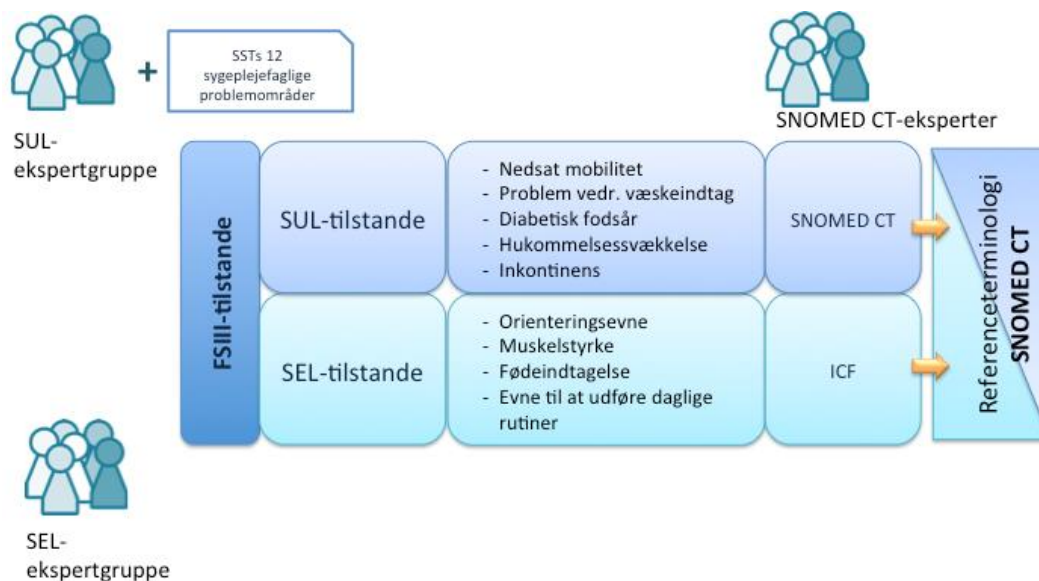 +
SSTs 12
sygeplejefaglige
problemområder
SUL-
ekspertgruppe
SNOMED CT-eksperter
FSIII-tilstande
SUL-tilstande
- Nedsat mobilitet
- Problem vedr. væskeindtag
- Diabetisk fodsår
- Hukommelsessvækkelse
- Inkontinens
SNOMED CT
SEL-tilstande
- Orienteringsevne
- Muskelstyrke
- Fødeindtagelse
- Evne til at udføre daglige
rutiner
ICF
Referenceterminologi
SNOMED CT
SEL-
ekspertgruppe